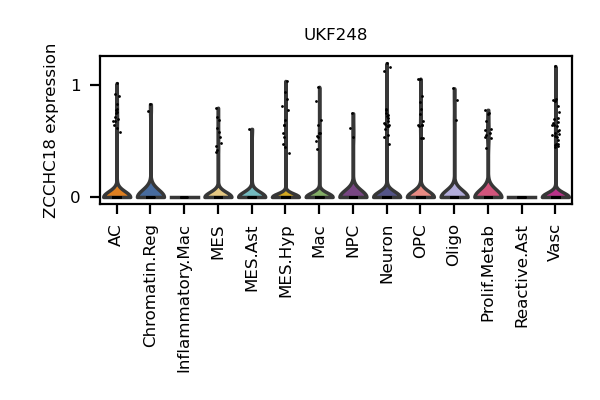 UKF248
ZCCHC18 expression
1
0
AC
Chromatin.Reg
Inflammatory.Mac
MES
MES.Ast
MES.Hyp
Mac
NPC
Neuron
OPC
Oligo
Prolif.Metab
Reactive.Ast
Vasc